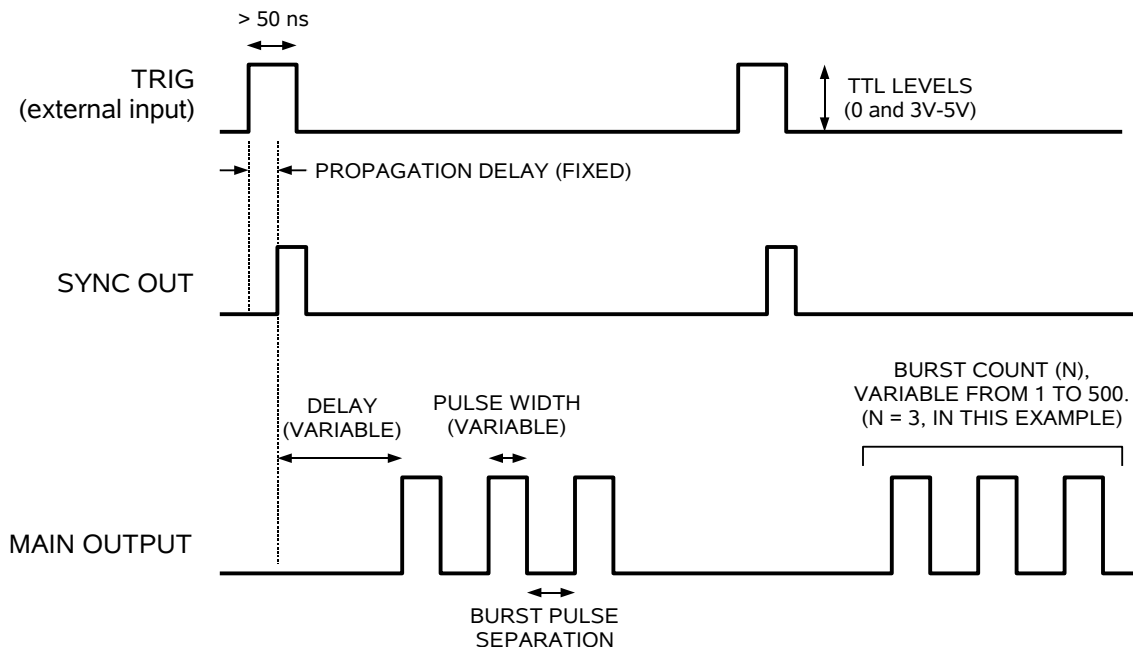 > 50 ns
TRIG
(external input)
TTL LEVELS
(0 and 3V-5V)
PROPAGATION DELAY (FIXED)
SYNC OUT
BURST COUNT (N),
VARIABLE FROM 1 TO 500.
(N = 3, IN THIS EXAMPLE)
DELAY
(VARIABLE)
PULSE WIDTH
(VARIABLE)
MAIN OUTPUT
BURST PULSE
SEPARATION